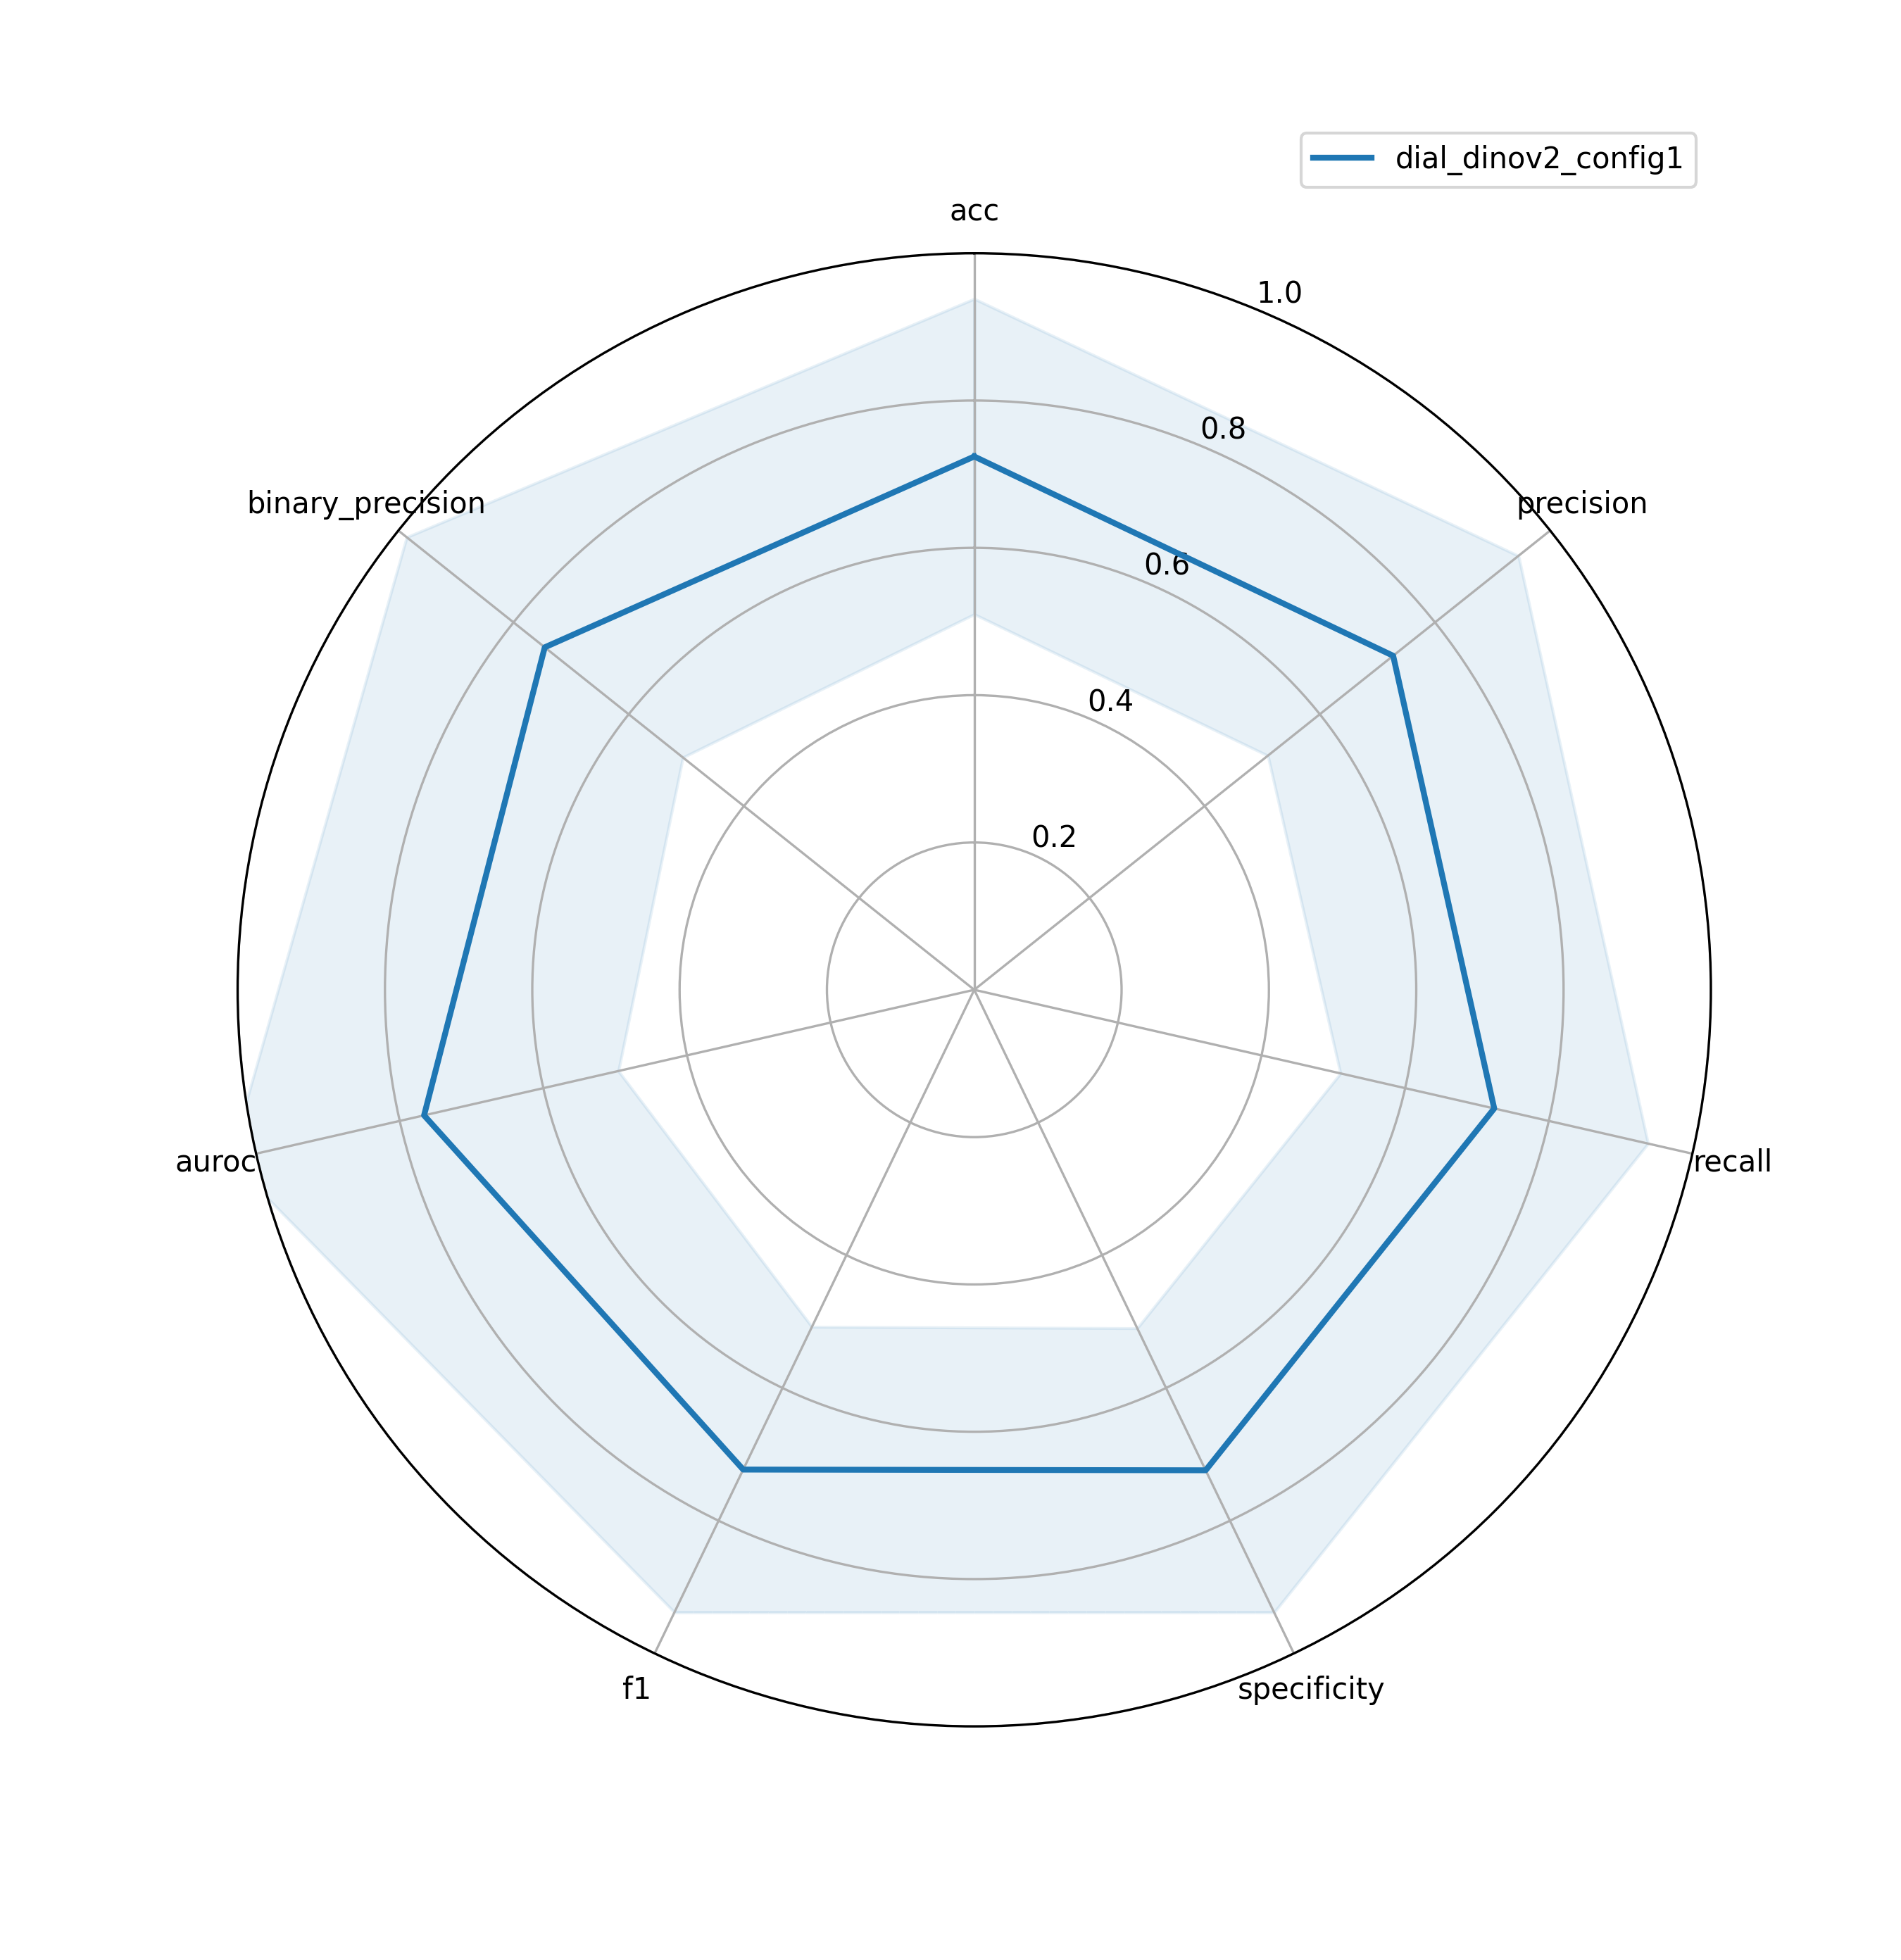 dial_dinov2_config1
acc
1.0
0.8
binary_precision
precision
0.6
0.4
0.2
auroc
recall
f1
specificity